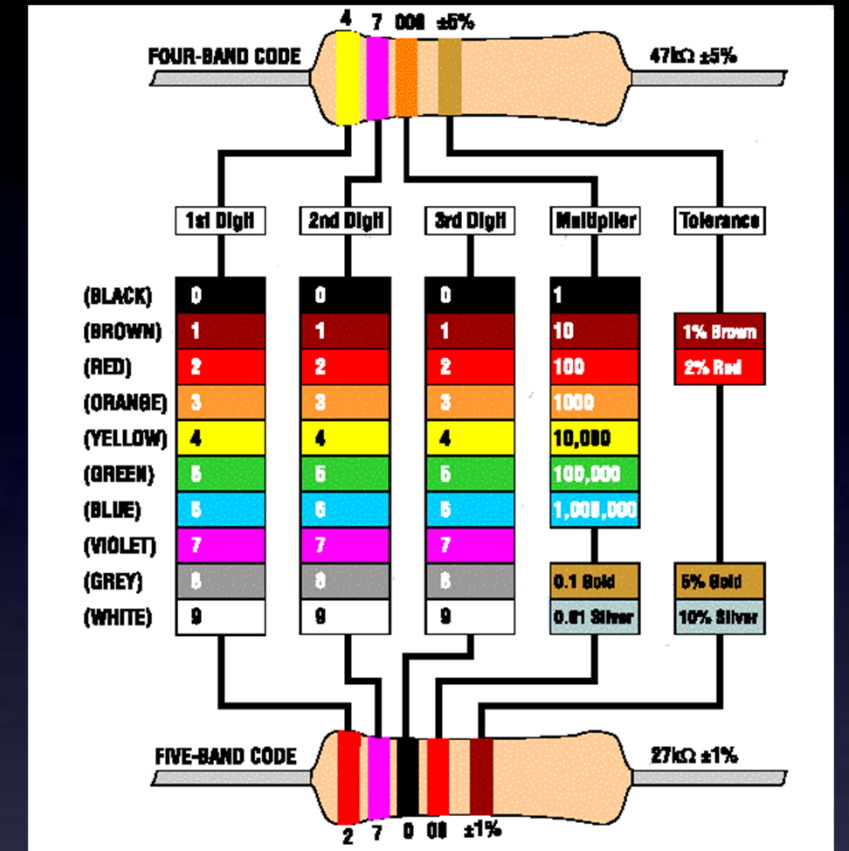 4 7 000 ±5%
FOUR-BAND CODE 47kΩ ±5%
1st Digit 2nd Digit 3rd Digit Multiplier Tolerance
(BLACK) 0 0 0 1
(BROWN) 1 1 1 10 1% Brown
(RED) 2 2 2 100 2% Red
(ORANGE) 3 3 3 1000
(YELLOW) 4 4 4 10,000
(GREEN) 5 5 5 100,000
(BLUE) 6 6 6 1,000,000
(VIOLET) 7 7 7
(GREY) 8 8 8 0.1 Gold 5% Gold
(WHITE) 9 9 9 0.01 Silver 10% Silver
FIVE-BAND CODE 27kΩ ±1%
2 7 0 00 ±1%